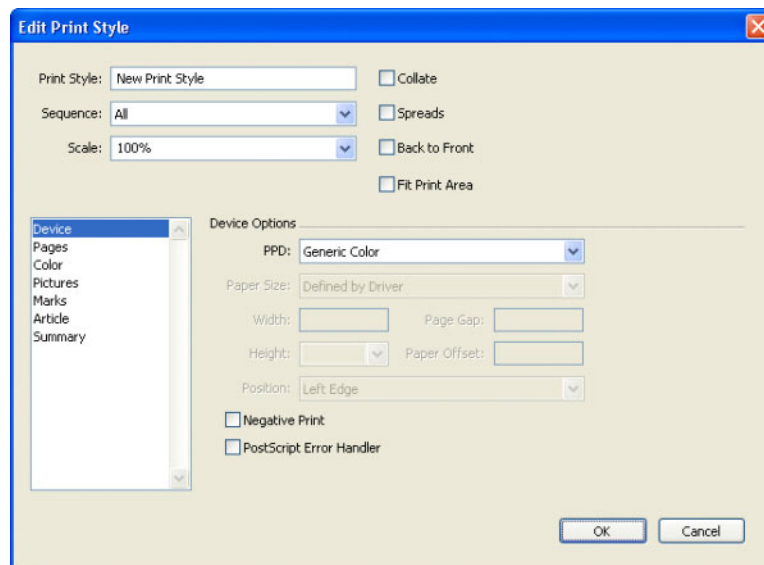 Edit Print Style
Print Style: New Print Style
Collate
Sequence: All
Spreads
Scale: 100%
Back to Front
Fit Print Area
Device
Pages
Color
Pictures
Marks
Article
Summary
Device Options
PPD: Generic Color
Paper Size: Defined by Driver
Width: Page Gap:
Height: Paper Offset:
Position: Left Edge
Negative Print
PostScript Error Handler
OK Cancel